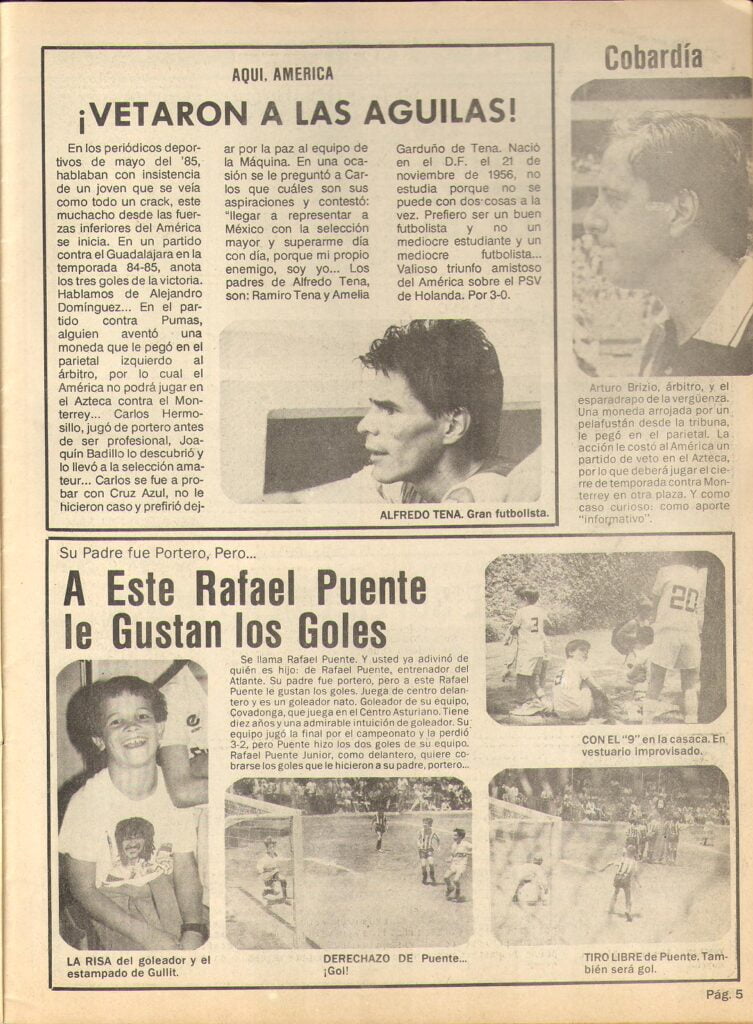 AQUI, AMERICA
¡VETARON A LAS AGUILAS!
En los periódicos depor-
tivos de mayo del '85,
hablaban con insistencia
de un joven que se veía
como todo un crack, este
muchacho desde las fuer-
zas inferiores del América
se inicia. En un partido
contra el Guadalajara en la
temporada 84-85, anota
los tres goles de la victoria.
Hablamos de Alejandro
Domínguez... En el par-
tido contra Pumas,
alguien aventó una
moneda que le pegó en el
parietal izquierdo al
árbitro, por lo cual el
América no podrá jugar en
el Azteca contra el Mon-
terrey... Carlos Hermo-
sillo, jugó de portero antes
de ser profesional, Joa-
quín Badillo lo descubrió y
lo llevó a la selección ama-
teur... Carlos se fue a pro-
bar con Cruz Azul, no le
hicieron caso y prefirió dej-
ar por la paz al equipo de
la Máquina. En una oca-
sión se le preguntó a Car-
los que cuáles son sus
aspiraciones y contestó:
"llegar a representar a
México con la selección
mayor y superarme día
con día, porque mi propio
enemigo, soy yo... Los
padres de Alfredo Tena,
son: Ramiro Tena y Amelia
Garduño de Tena. Nació
en el D.F. el 21 de
noviembre de 1956, no
estudia porque no se
puede con dos cosas a la
vez. Prefiero ser un buen
futbolista y no un
mediocre estudiante y un
mediocre futbolista...
Valioso triunfo amistoso
del América sobre el PSV
de Holanda. Por 3-0.
ALFREDO TENA. Gran futbolista.
Cobardía
Arturo Brizio, árbitro, y el
esparadrapo de la vergüenza.
Una moneda arrojada por un
pelafustán desde la tribuna,
le pegó en el parietal. La
acción le costó al América un
partido de veto en el Azteca,
por lo que deberá jugar el cie-
rre de temporada contra Mon-
terrey en otra plaza. Y como
caso curioso: como aporte
"informativo".
Su Padre fue Portero, Pero...
A Este Rafael Puente
le Gustan los Goles
Se llama Rafael Puente. Y usted ya adivinó de
quién es hijo: de Rafael Puente, entrenador del
Atlante. Su padre fue portero, pero a este Rafael
Puente le gustan los goles. Juega de centro delan-
tero y es un goleador nato. Goleador de su equipo,
Covadonga, que juega en el Centro Asturiano. Tiene
diez años y una admirable intuición de goleador. Su
equipo jugó la final por el campeonato y la perdió
3-2, pero Puente hizo los dos goles de su equipo.
Rafael Puente Junior, como delantero, quiere co-
brarse los goles que le hicieron a su padre, portero...
3
20
CON EL "9" en la casaca. En
vestuario improvisado.
LA RISA del goleador y el
estampado de Gullit.
DERECHAZO DE Puente...
¡Gol!
TIRO LIBRE de Puente. Tam-
bién será gol.
Pág. 5